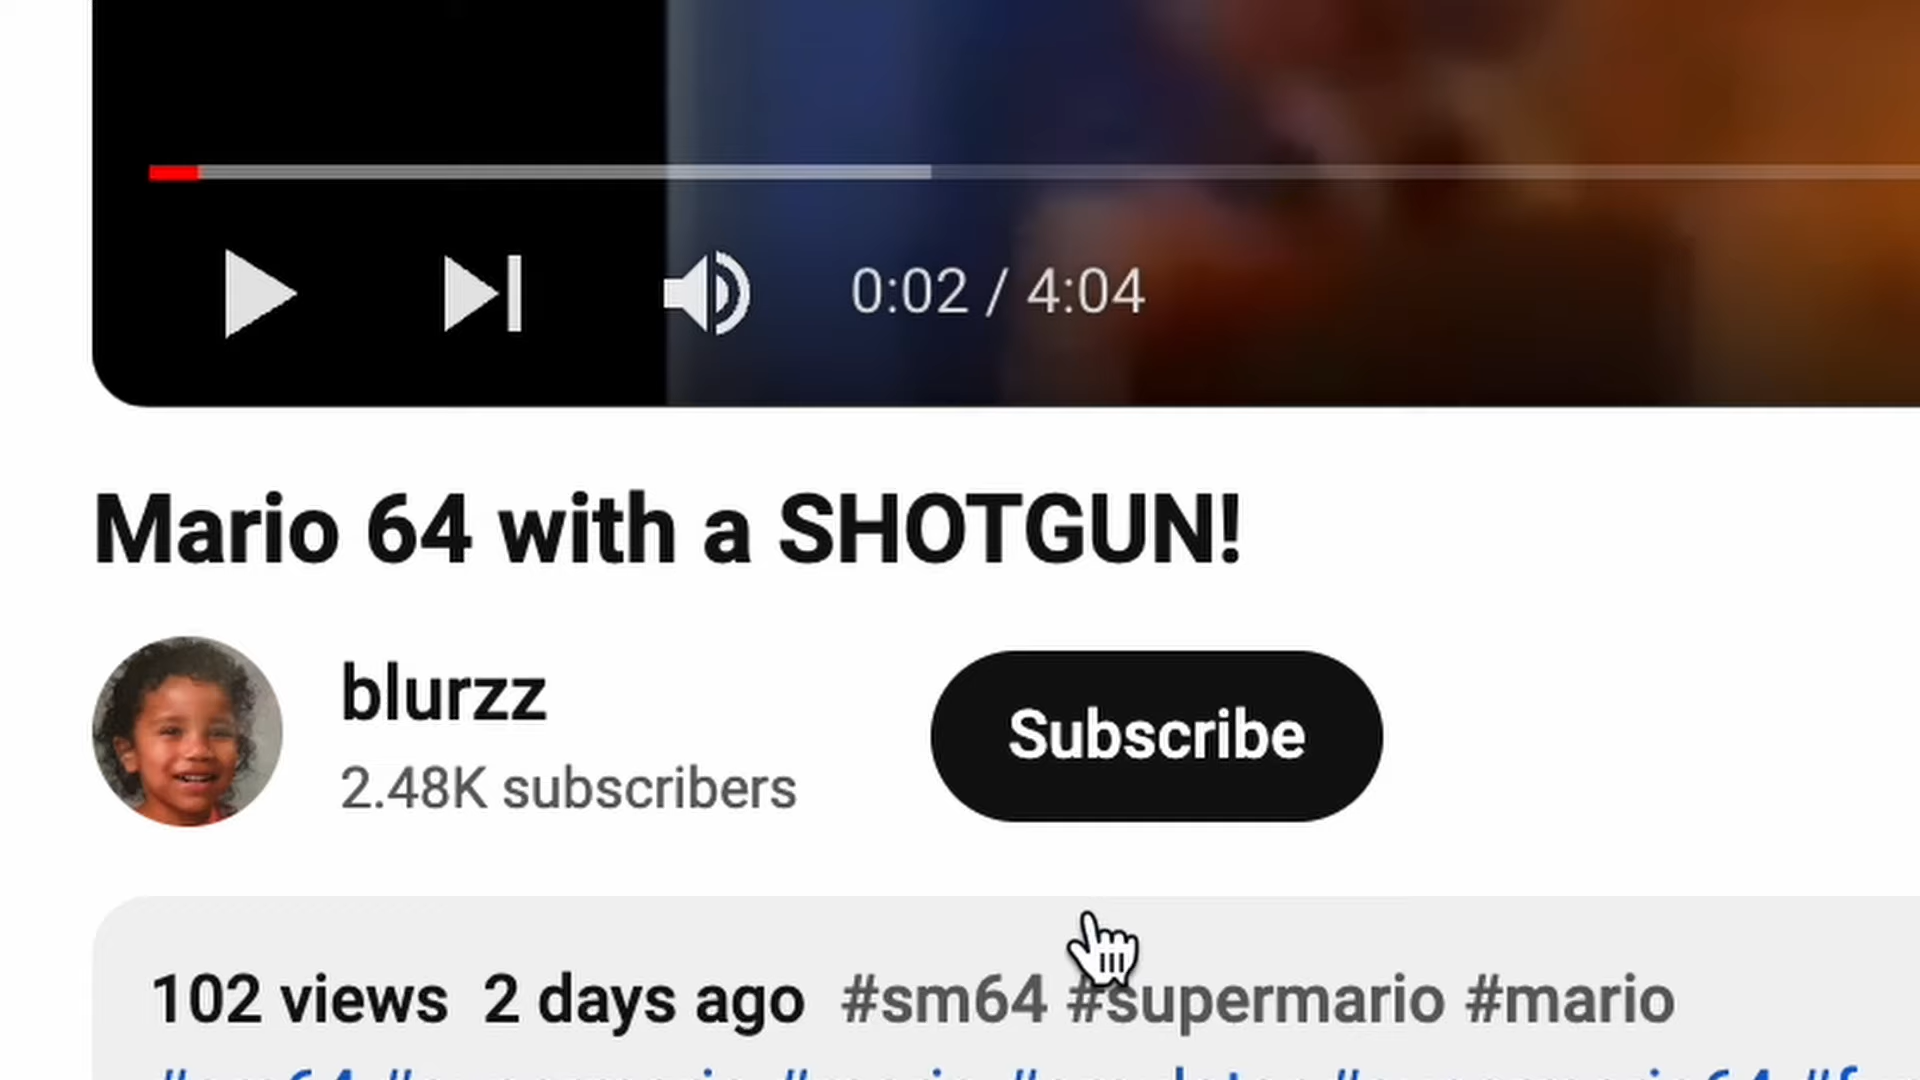 0:02 / 4:04
Mario 64 with a SHOTGUN!
blurzz
Subscribe
2.48K subscribers
102 views 2 days ago #sm64 #supermario #mario